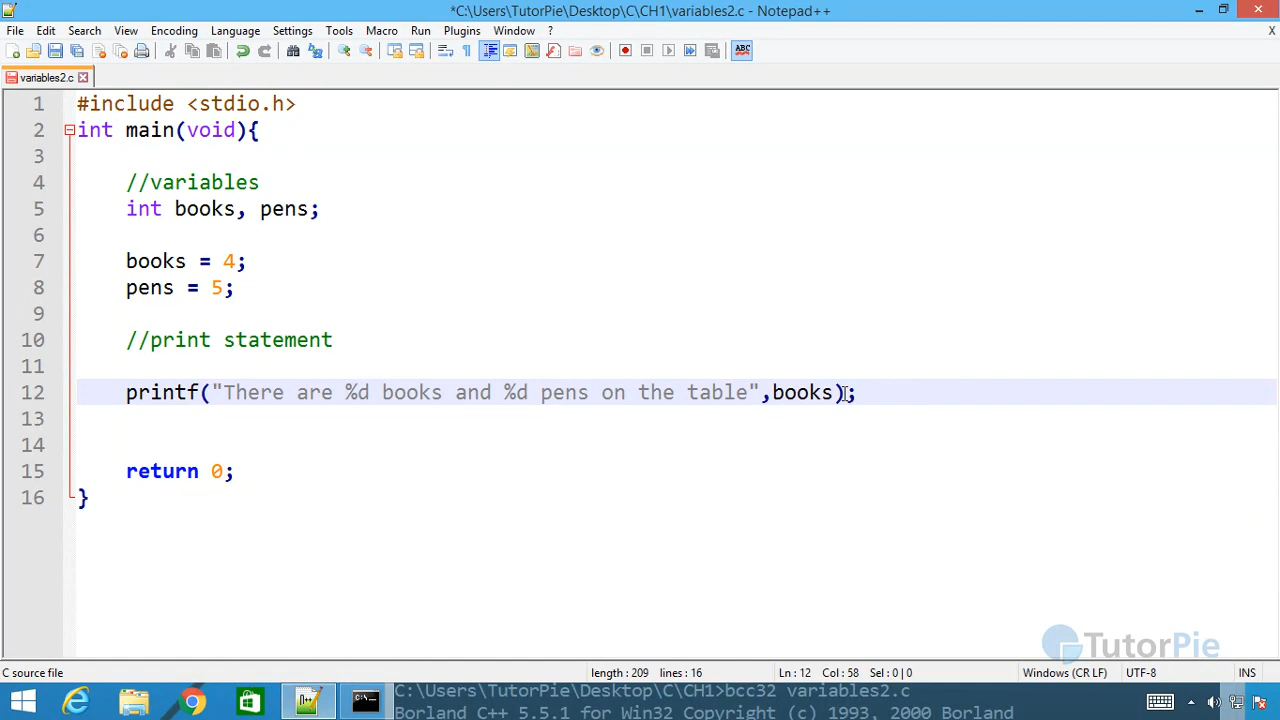 *C:\Users\TutorPie\Desktop\C\CH1\variables2.c - Notepad++
File Edit Search View Encoding Language Settings Tools Macro Run Plugins Window ?
X
ABC
variables2.c
1 #include <stdio.h>
2 int main(void){
3
4 //variables
5 int books, pens;
6
7 books = 4;
8 pens = 5;
9
10 //print statement
11
12 printf("There are %d books and %d pens on the table",books);
13
14
15 return 0;
16 }
TutorPie
C source file length : 209 lines : 16 Ln : 12 Col : 58 Sel : 0 | 0 Windows (CR LF) UTF-8 INS
C:\Users\TutorPie\Desktop\C\CH1>bcc32 variables2.c
Borland C++ 5.5.1 for Win32 Copyright (c) 1993, 2000 Borland